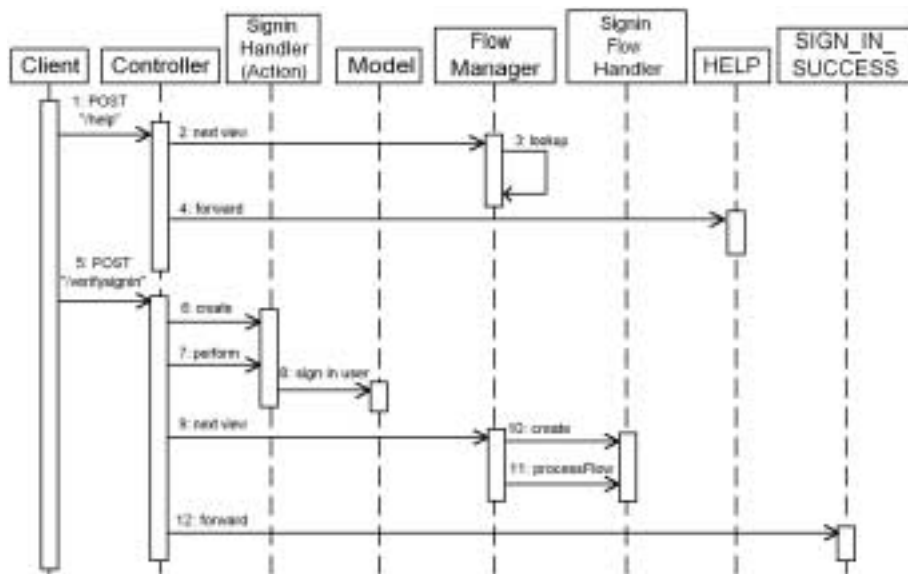 Client
Controller
Signin
Handler
(Action)
Model
Flow
Manager
Signin
Flow
Handler
HELP
SIGN_IN_
SUCCESS
1: POST
"/help"
2: next view
3: lookup
4: forward
5: POST
"/verifysignin"
6: create
7: perform
8: sign in user
9: next view
10: create
11: processFlow
12: forward